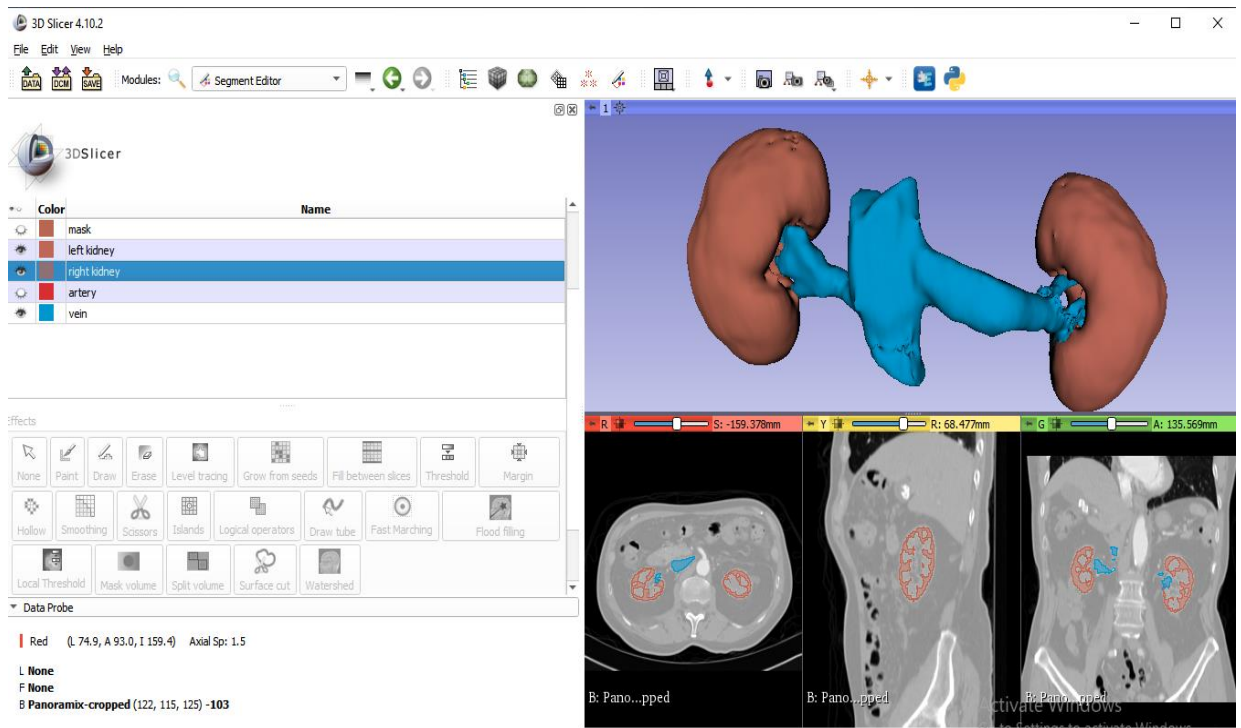 3D Slicer 4.10.2
File Edit View Help
DATA DCM SAVE Modules: Segment Editor
3DSlicer
1
Color Name
mask
left kidney
right kidney
artery
vein
Effects
None Paint Draw Erase Level tracing Grow from seeds Fill between slices Threshold Margin
Hollow Smoothing Scissors Islands Logical operators Draw tube Fast Marching Flood filling
Local Threshold Mask volume Split volume Surface cut Watershed
Data Probe
Red (L 74.9, A 93.0, I 159.4) Axial Sp: 1.5
L None
F None
B Panoramix-cropped (122, 115, 125) -103
R S: -159.378mm
Y R: 68.477mm
G A: 135.569mm
B: Pano...pped
B: Pano...pped
B: Pano...pped
Activate Windows
to Settings to activate Windows